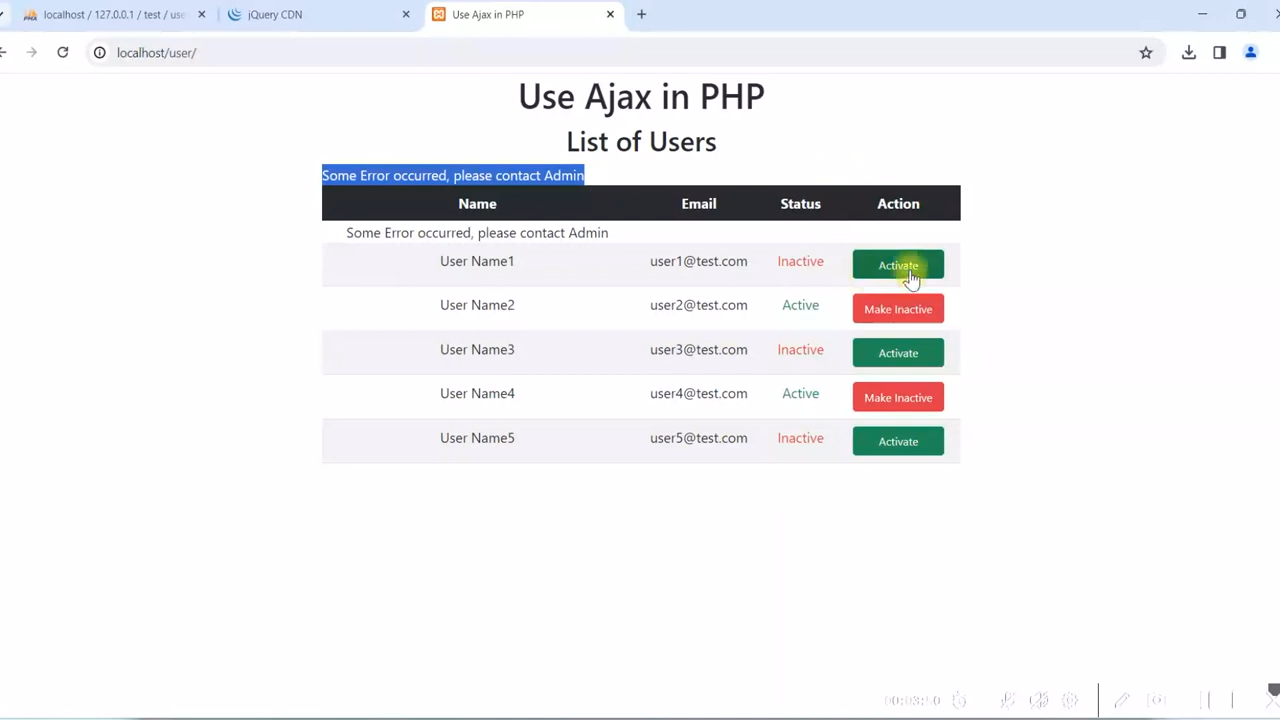 localhost / 127.0.0.1 / test / use
jQuery CDN
Use Ajax in PHP
localhost/user/
Use Ajax in PHP
List of Users
Some Error occurred, please contact Admin
Name Email Status Action
Some Error occurred, please contact Admin
User Name1 user1@test.com Inactive Activate
User Name2 user2@test.com Active Make Inactive
User Name3 user3@test.com Inactive Activate
User Name4 user4@test.com Active Make Inactive
User Name5 user5@test.com Inactive Activate